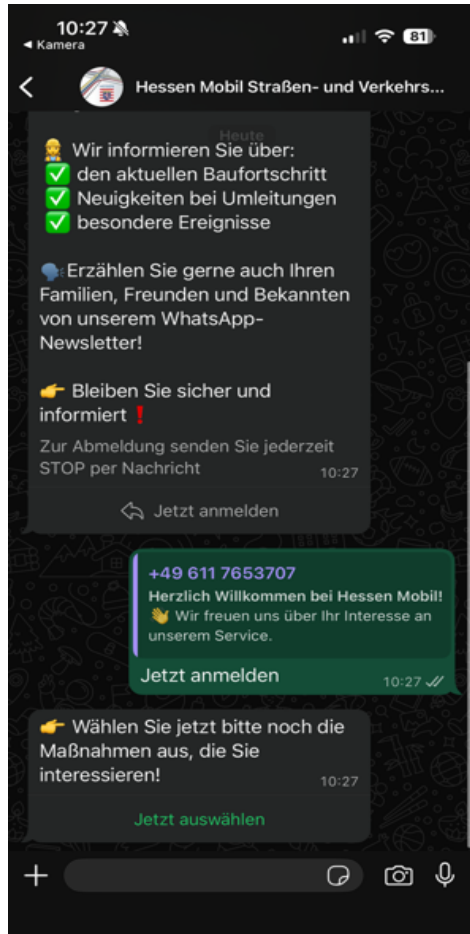 10:27
81
◄ Kamera
Hessen Mobil Straßen- und Verkehrs...
Heute
👷‍♀️ Wir informieren Sie über:
✅ den aktuellen Baufortschritt
✅ Neuigkeiten bei Umleitungen
✅ besondere Ereignisse
🗣️Erzählen Sie gerne auch Ihren
Familien, Freunden und Bekannten
von unserem WhatsApp-
Newsletter!
👉 Bleiben Sie sicher und
informiert❗
Zur Abmeldung senden Sie jederzeit
STOP per Nachricht 10:27
Jetzt anmelden
+49 611 7653707
Herzlich Willkommen bei Hessen Mobil!
👋 Wir freuen uns über Ihr Interesse an
unserem Service.
Jetzt anmelden 10:27
👉 Wählen Sie jetzt bitte noch die
Maßnahmen aus, die Sie
interessieren! 10:27
Jetzt auswählen